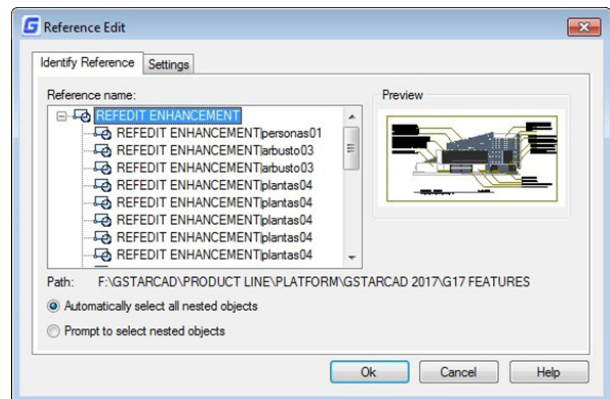 Reference Edit
Identify Reference
Settings
Reference name:
Preview
REFEDIT ENHANCEMENT
REFEDIT ENHANCEMENT|personas01
REFEDIT ENHANCEMENT|arbusto03
REFEDIT ENHANCEMENT|arbusto03
REFEDIT ENHANCEMENT|plantas04
REFEDIT ENHANCEMENT|plantas04
REFEDIT ENHANCEMENT|plantas04
REFEDIT ENHANCEMENT|plantas04
REFEDIT ENHANCEMENT|plantas04
Path: F:\GSTARCAD\PRODUCT LINE\PLATFORM\GSTARCAD 2017\G17 FEATURES
Automatically select all nested objects
Prompt to select nested objects
Ok
Cancel
Help